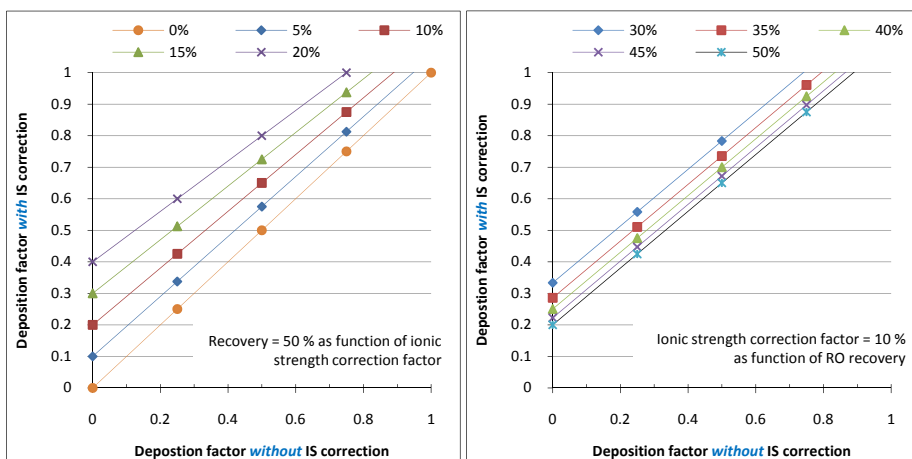 0% 5% 10%
15% 20%
1
0.9
0.8
0.7
0.6
0.5
0.4
0.3
0.2
0.1
0
Deposition factor with IS correction
Recovery = 50 % as function of ionic
strength correction factor
0 0.2 0.4 0.6 0.8 1
Depostion factor without IS correction
30% 35% 40%
45% 50%
1
0.9
0.8
0.7
0.6
0.5
0.4
0.3
0.2
0.1
0
Depostion factor with IS correction
Ionic strength correction factor = 10 %
as function of RO recovery
0 0.2 0.4 0.6 0.8 1
Deposition factor without IS correction